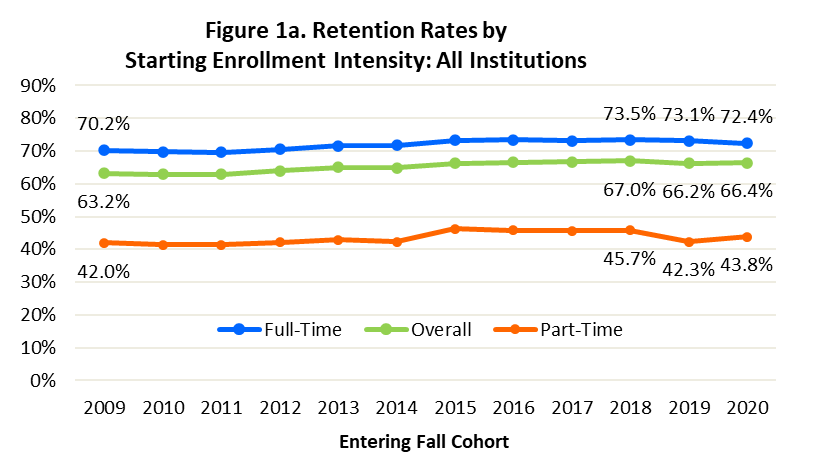 Figure 1a. Retention Rates by
Starting Enrollment Intensity: All Institutions
90%
80%
70%
60%
50%
40%
30%
20%
10%
0%
70.2%
73.5% 73.1% 72.4%
63.2%
67.0% 66.2% 66.4%
42.0%
45.7% 42.3% 43.8%
Full-Time Overall Part-Time
2009 2010 2011 2012 2013 2014 2015 2016 2017 2018 2019 2020
Entering Fall Cohort